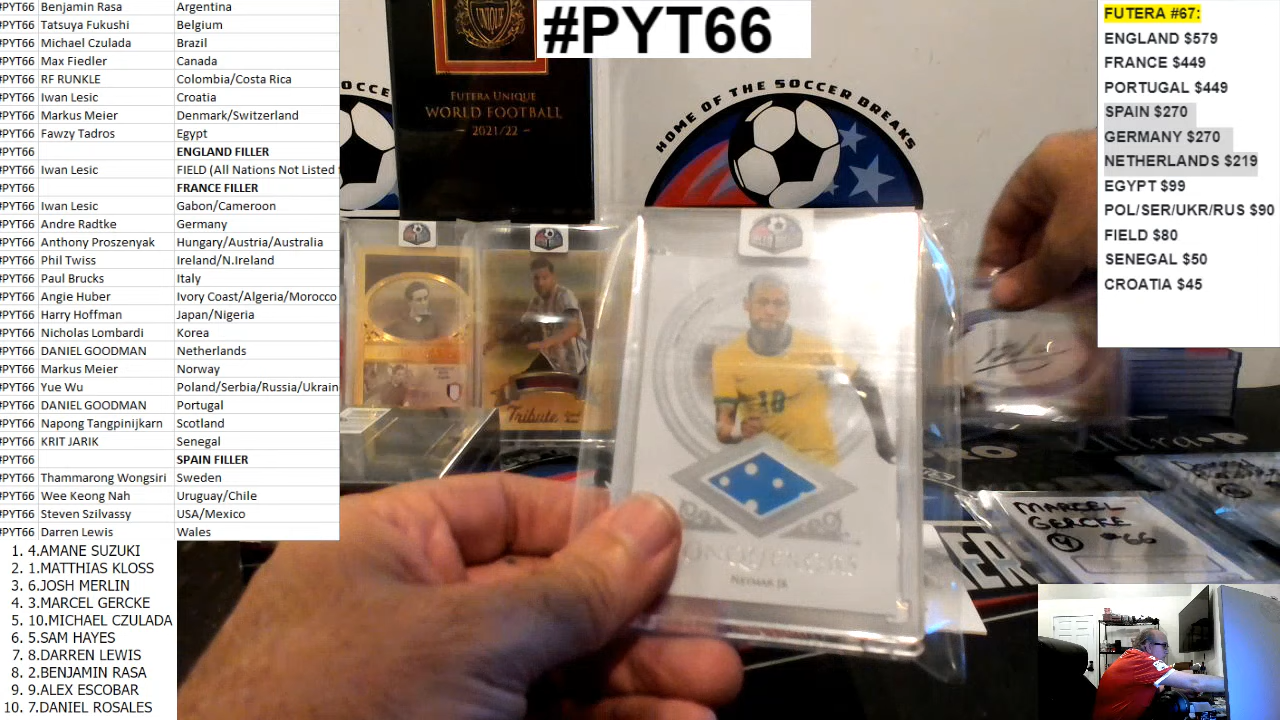 #PYT66 Benjamin Rasa Argentina
#PYT66 Tatsuya Fukushi Belgium
#PYT66 Michael Czulada Brazil
#PYT66 Max Fiedler Canada
#PYT66 RF RUNKLE Colombia/Costa Rica
#PYT66 Iwan Lesic Croatia
#PYT66 Markus Meier Denmark/Switzerland
#PYT66 Fawzy Tadros Egypt
#PYT66 ENGLAND FILLER
#PYT66 Iwan Lesic FIELD (All Nations Not Listed
#PYT66 FRANCE FILLER
#PYT66 Iwan Lesic Gabon/Cameroon
#PYT66 Andre Radtke Germany
#PYT66 Anthony Proszenyak Hungary/Austria/Australia
#PYT66 Phil Twiss Ireland/N.Ireland
#PYT66 Paul Brucks Italy
#PYT66 Angie Huber Ivory Coast/Algeria/Morocco
#PYT66 Harry Hoffman Japan/Nigeria
#PYT66 Nicholas Lombardi Korea
#PYT66 DANIEL GOODMAN Netherlands
#PYT66 Markus Meier Norway
#PYT66 Yue Wu Poland/Serbia/Russia/Ukrain
#PYT66 DANIEL GOODMAN Portugal
#PYT66 Napong Tangpinijkarn Scotland
#PYT66 KRIT JARIK Senegal
#PYT66 SPAIN FILLER
#PYT66 Thammarong Wongsiri Sweden
#PYT66 Wee Keong Nah Uruguay/Chile
#PYT66 Steven Szilvassy USA/Mexico
#PYT66 Darren Lewis Wales
1. 4.AMANE SUZUKI
2. 1.MATTHIAS KLOSS
3. 6.JOSH MERLIN
4. 3.MARCEL GERCKE
5. 10.MICHAEL CZULADA
6. 5.SAM HAYES
7. 8.DARREN LEWIS
8. 2.BENJAMIN RASA
9. 9.ALEX ESCOBAR
10. 7.DANIEL ROSALES
#PYT66
UNIQUE
FUTERA UNIQUE
WORLD FOOTBALL
2021/22
HOME OF THE SOCCER BREAKS
Tribute
10
NEYMAR JR
MARCEL
GERCKE
4 #66
FUTERA #67:
ENGLAND $579
FRANCE $449
PORTUGAL $449
SPAIN $270
GERMANY $270
NETHERLANDS $219
EGYPT $99
POL/SER/UKR/RUS $90
FIELD $80
SENEGAL $50
CROATIA $45